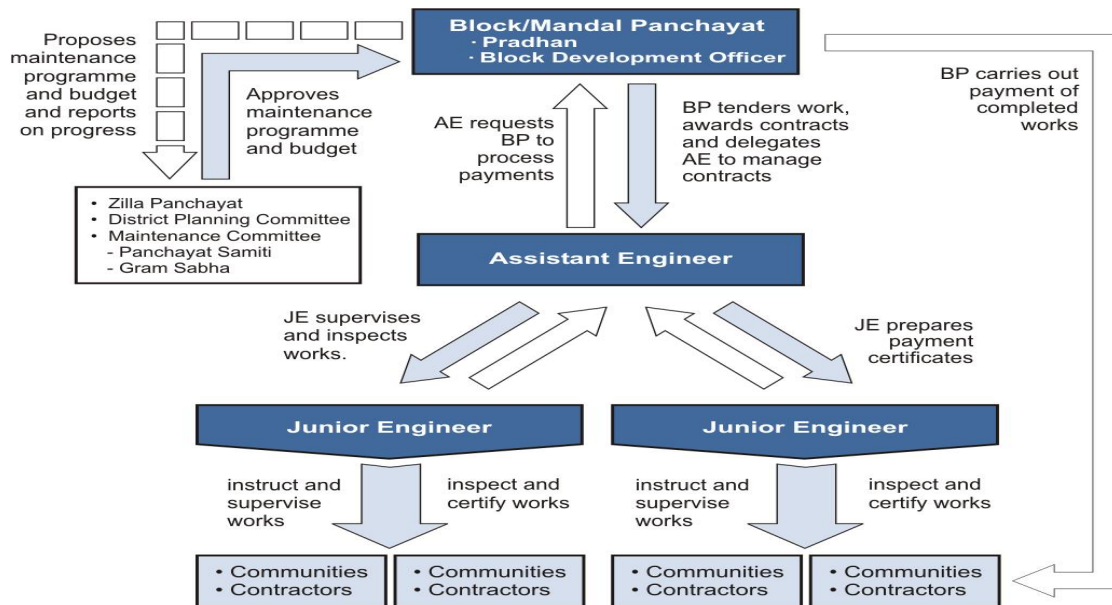 Block/Mandal Panchayat
· Pradhan
· Block Development Officer
Proposes
maintenance
programme
and budget
and reports
on progress
Approves
maintenance
programme
and budget
AE requests
BP to
process
payments
BP tenders work,
awards contracts
and delegates
AE to manage
contracts
BP carries out
payment of
completed
works
• Zilla Panchayat
• District Planning Committee
• Maintenance Committee
- Panchayat Samiti
- Gram Sabha
Assistant Engineer
JE supervises
and inspects
works.
JE prepares
payment
certificates
Junior Engineer
Junior Engineer
instruct and
supervise
works
inspect and
certify works
instruct and
supervise
works
inspect and
certify works
• Communities
• Contractors
• Communities
• Contractors
• Communities
• Contractors
• Communities
• Contractors